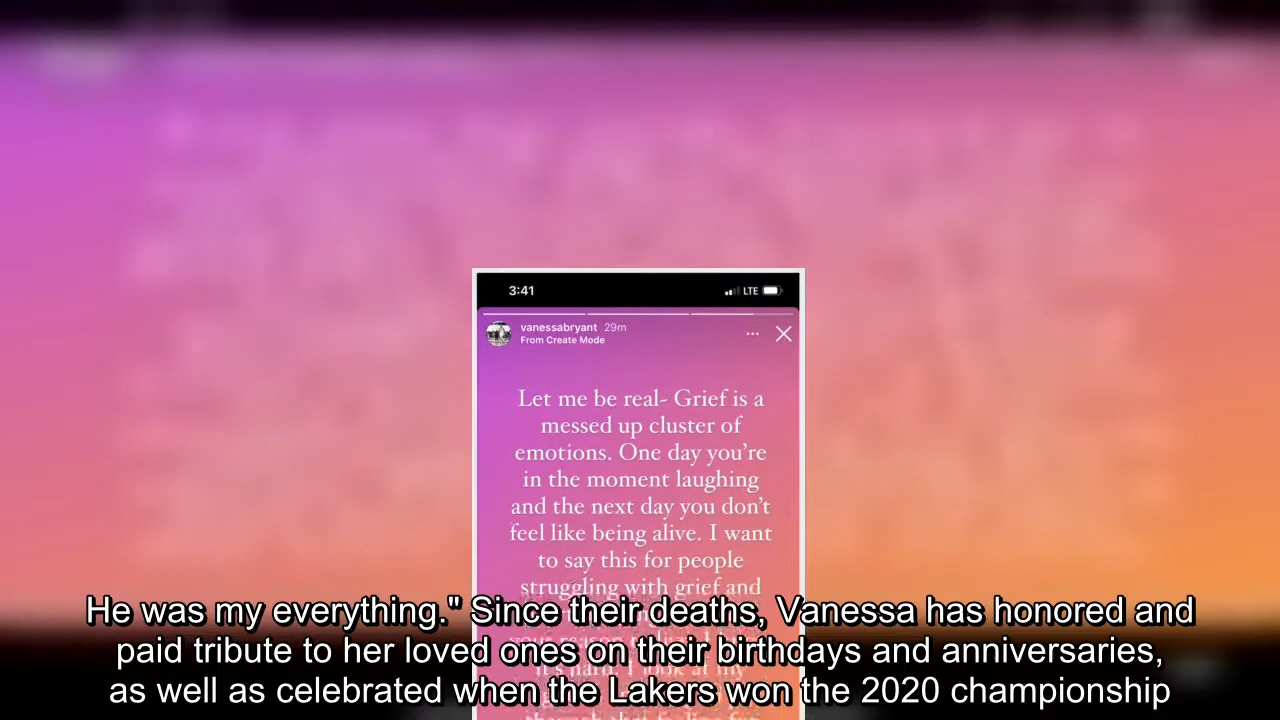 3:41
LTE
vanessabryant 29m
From Create Mode
Let me be real- Grief is a
messed up cluster of
emotions. One day you're
in the moment laughing
and the next day you don't
feel like being alive. I want
to say this for people
struggling with grief and
He was my everything." Since their deaths, Vanessa has honored and
paid tribute to her loved ones on their birthdays and anniversaries,
as well as celebrated when the Lakers won the 2020 championship